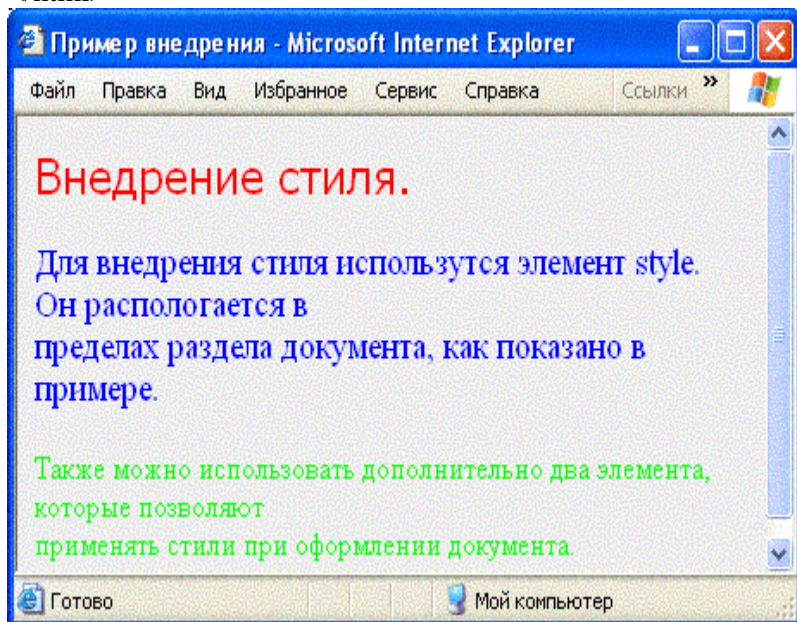 Пример внедрения - Microsoft Internet Explorer
Файл Правка Вид Избранное Сервис Справка Ссылки »
Внедрение стиля.
Для внедрения стиля использутся элемент style.
Он распологается в
пределах раздела документа, как показано в
примере.
Также можно использовать дополнительно два элемента,
которые позволяют
применять стили при оформлении документа.
Готово Мой компьютер